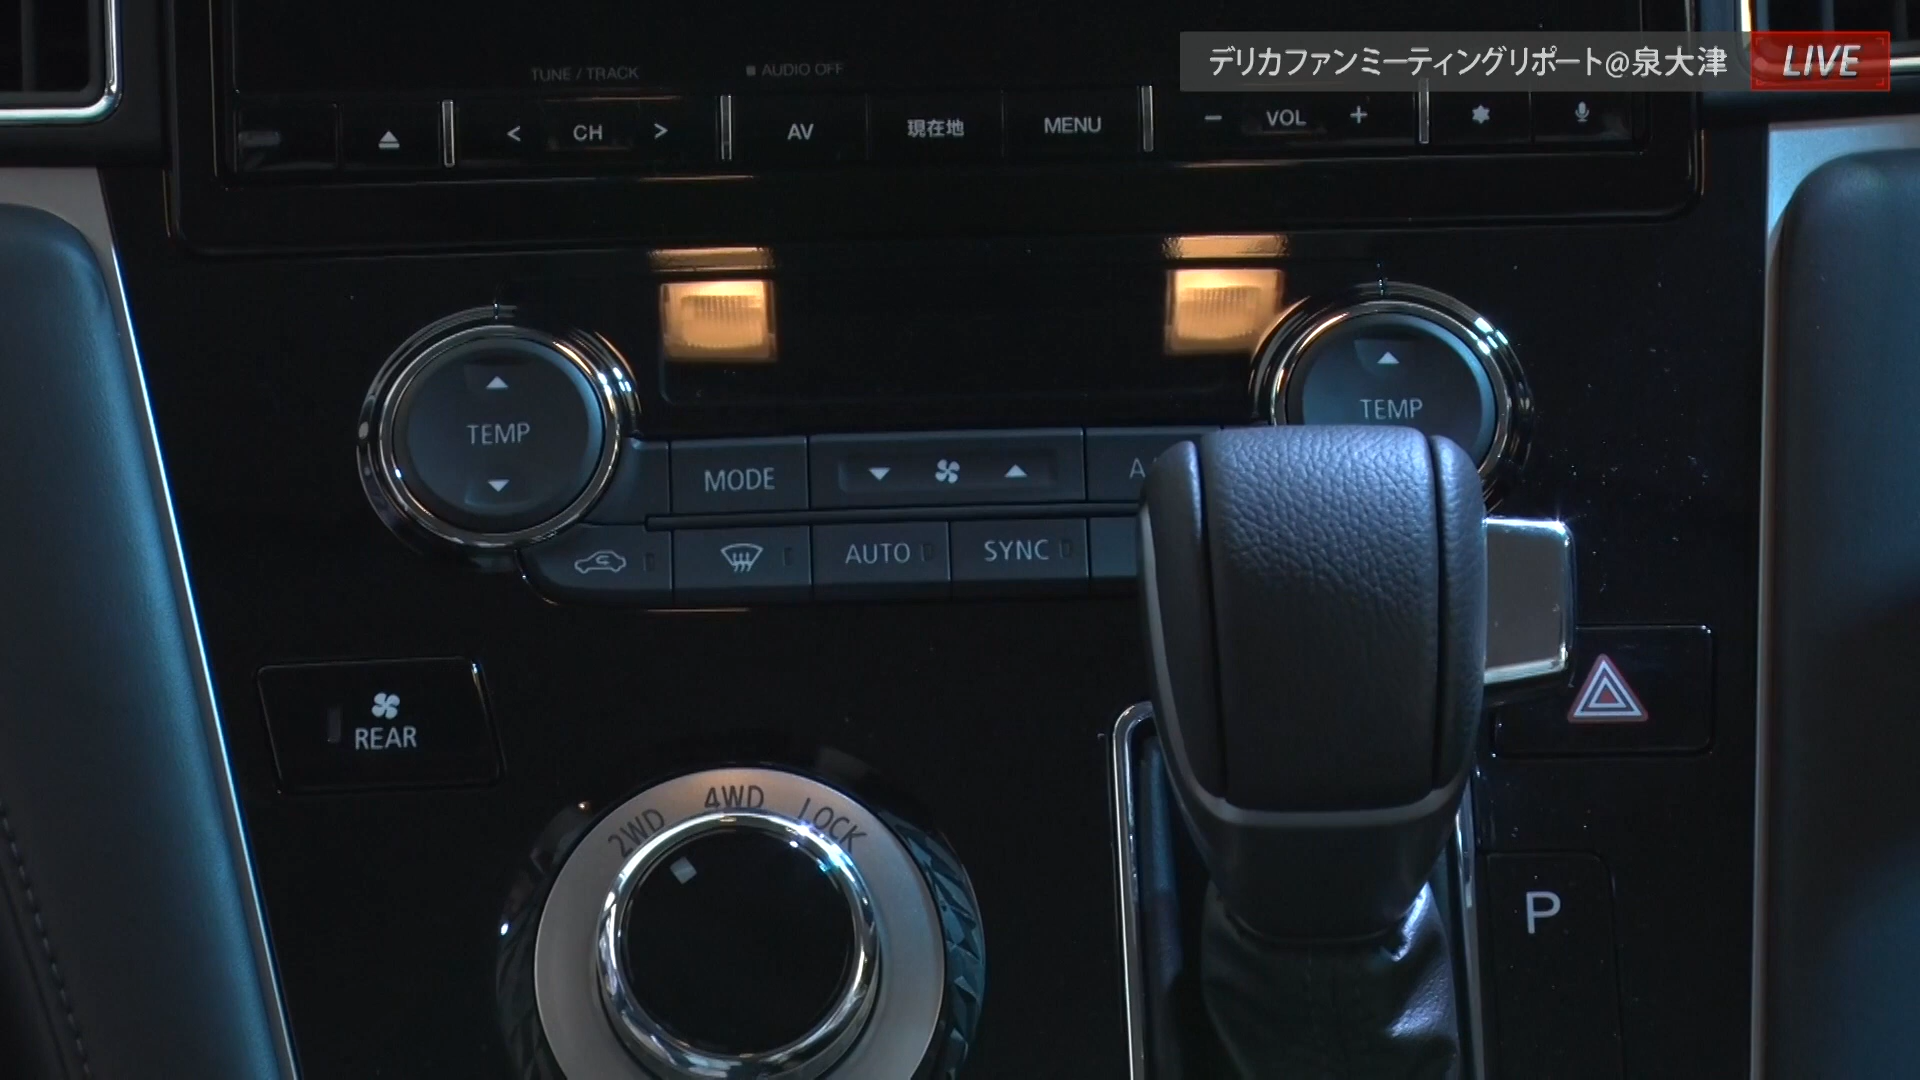 デリカファンミーティングリポート@泉大津
LIVE
TUNE / TRACK
AUDIO OFF
CH
AV
現在地
MENU
VOL
TEMP
TEMP
MODE
AUTO
SYNC
REAR
2WD
4WD
LOCK
P